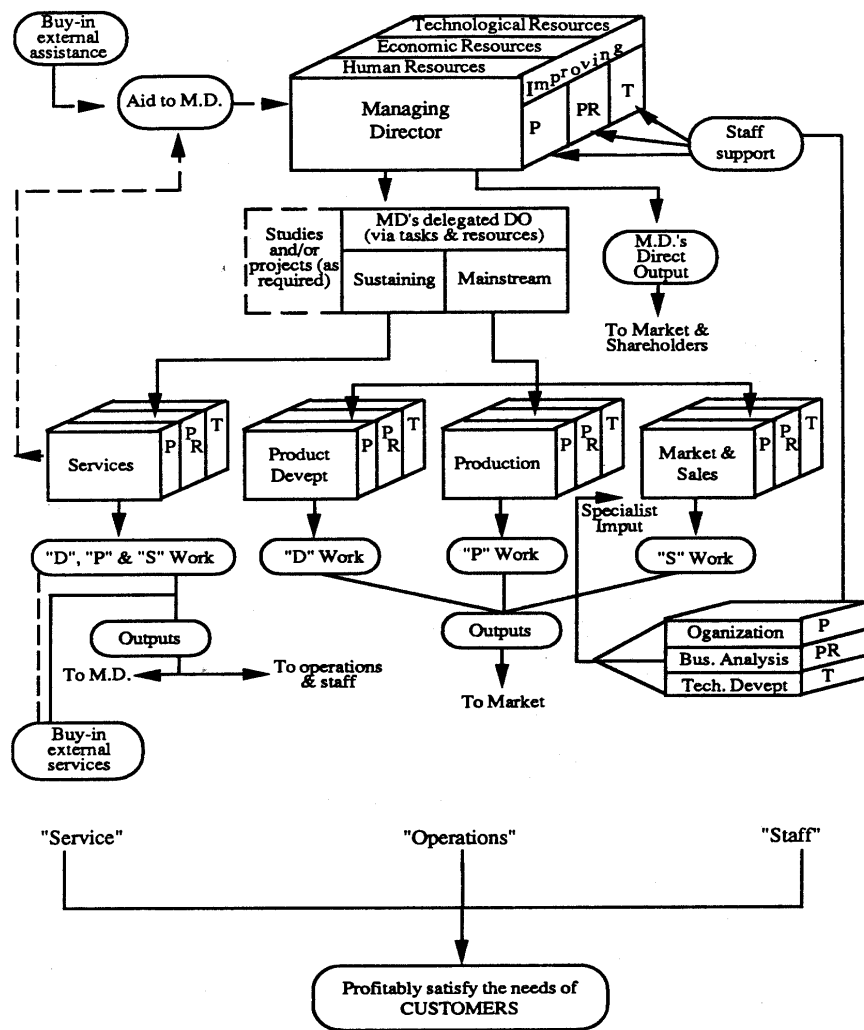 Buy-in
external
assistance
Aid to M.D.
Technological Resources
Economic Resources
Human Resources
Improving
Managing
Director
P
PR
T
Staff
support
Studies
and/or
projects (as
required)
MD's delegated DO
(via tasks & resources)
Sustaining
Mainstream
M.D.'s
Direct
Output
To Market &
Shareholders
Services
P
PR
T
Product
Devept
P
PR
T
Production
P
PR
T
Market &
Sales
P
PR
T
Specialist
Imput
"D", "P" & "S" Work
"D" Work
"P" Work
"S" Work
Outputs
To M.D.
To operations
& staff
Outputs
To Market
Oganization
P
Bus. Analysis
PR
Tech. Devept
T
Buy-in
external
services
"Service"
"Operations"
"Staff"
Profitably satisfy the needs of
CUSTOMERS